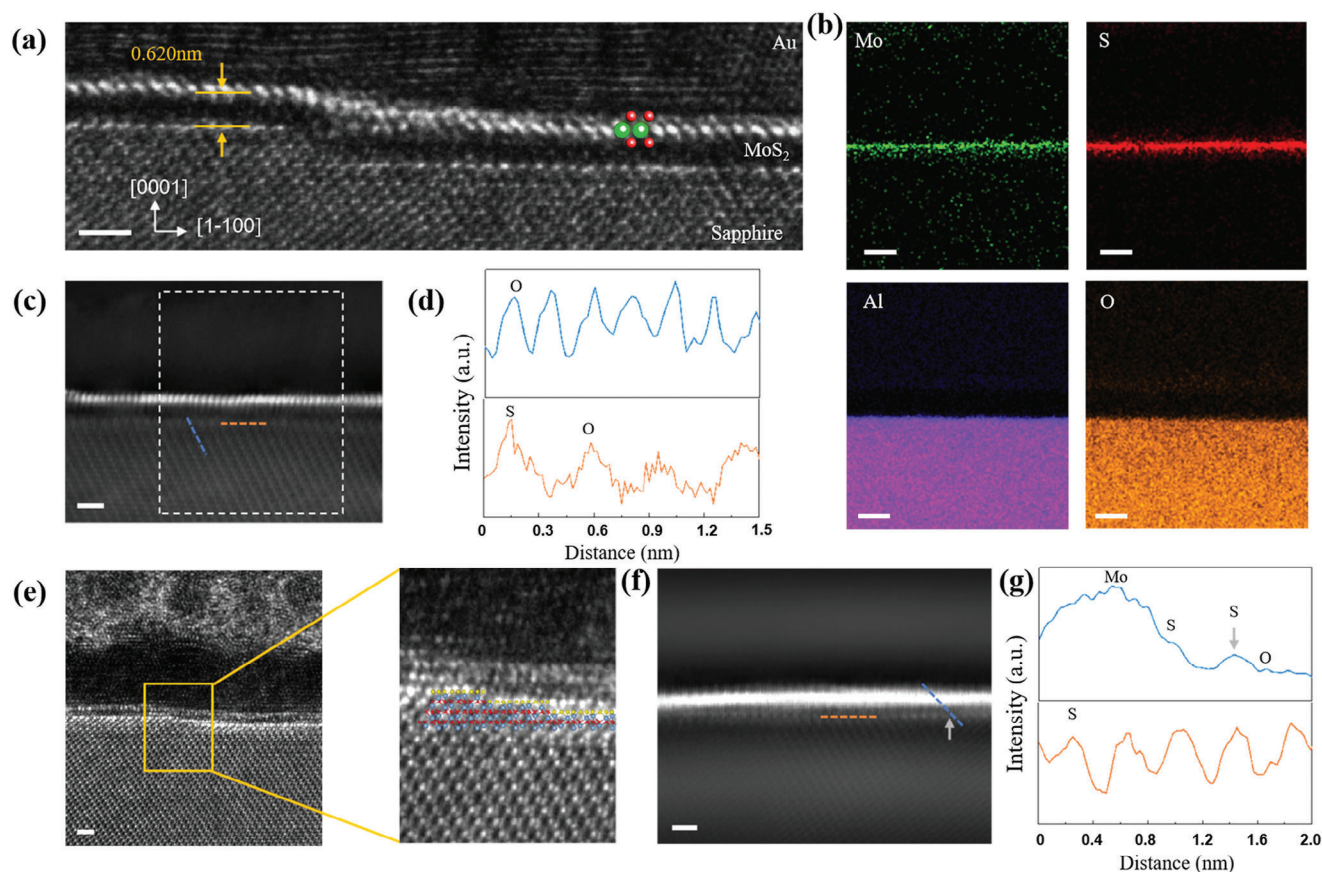 (a)
0.620nm
Au
MoS2
[0001]
[1-100]
Sapphire
(b)
Mo
S
Al
O
(c)
(d)
O
S
O
Intensity (a.u.)
0 0.3 0.6 0.9 1.2 1.5
Distance (nm)
(e)
(f)
(g)
Mo
S
S
O
S
Intensity (a.u.)
0 0.4 0.8 1.2 1.6 2.0
Distance (nm)